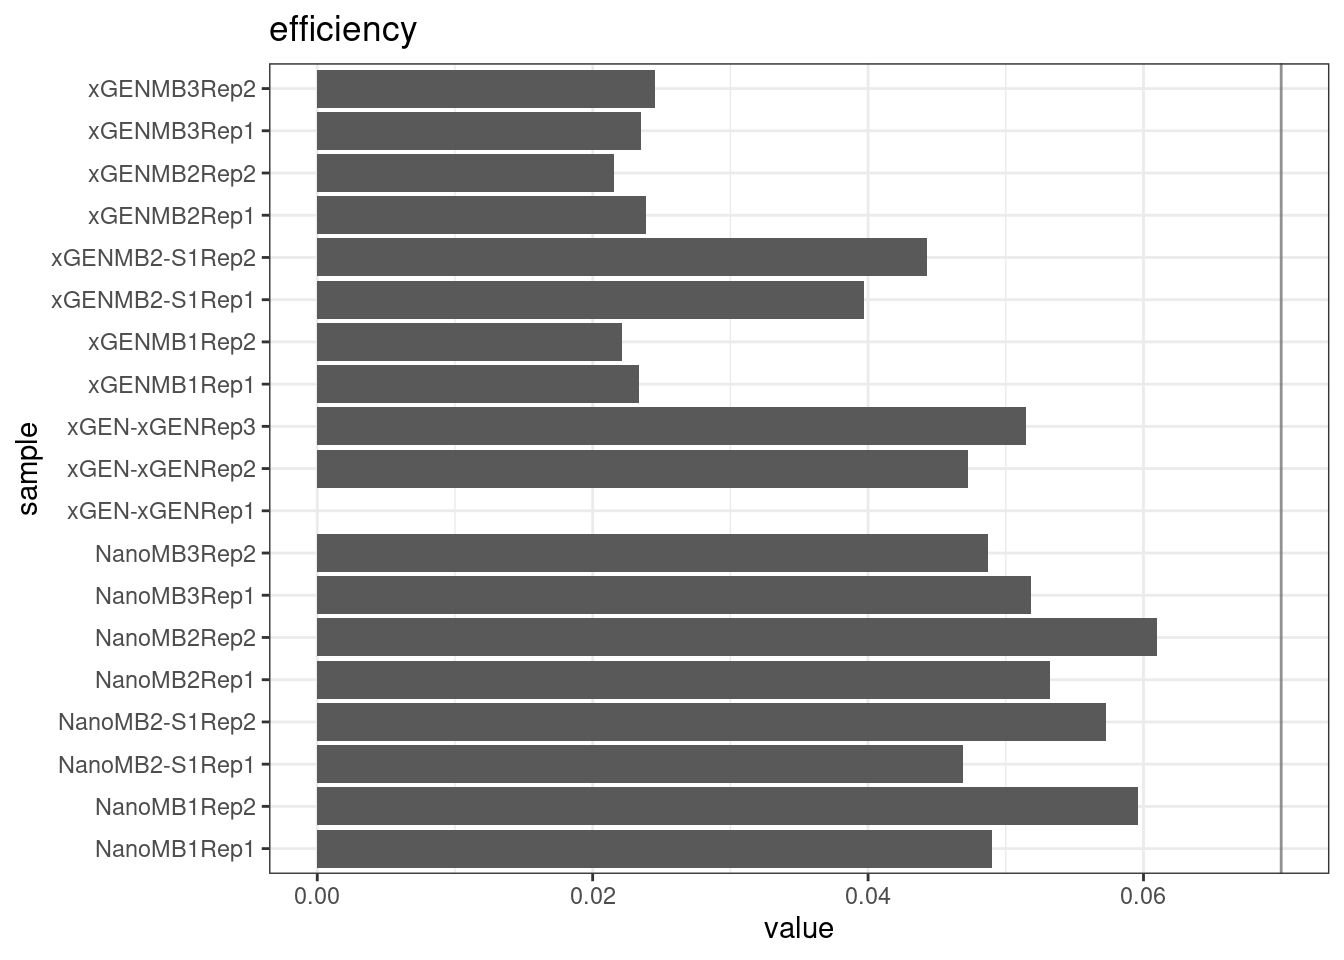 efficiency
xGENMB3Rep2
xGENMB3Rep1
xGENMB2Rep2
xGENMB2Rep1
xGENMB2-S1Rep2
xGENMB2-S1Rep1
xGENMB1Rep2
xGENMB1Rep1
xGEN-xGENRep3
xGEN-xGENRep2
xGEN-xGENRep1
NanoMB3Rep2
NanoMB3Rep1
NanoMB2Rep2
NanoMB2Rep1
NanoMB2-S1Rep2
NanoMB2-S1Rep1
NanoMB1Rep2
NanoMB1Rep1
sample
0.00 0.02 0.04 0.06
value